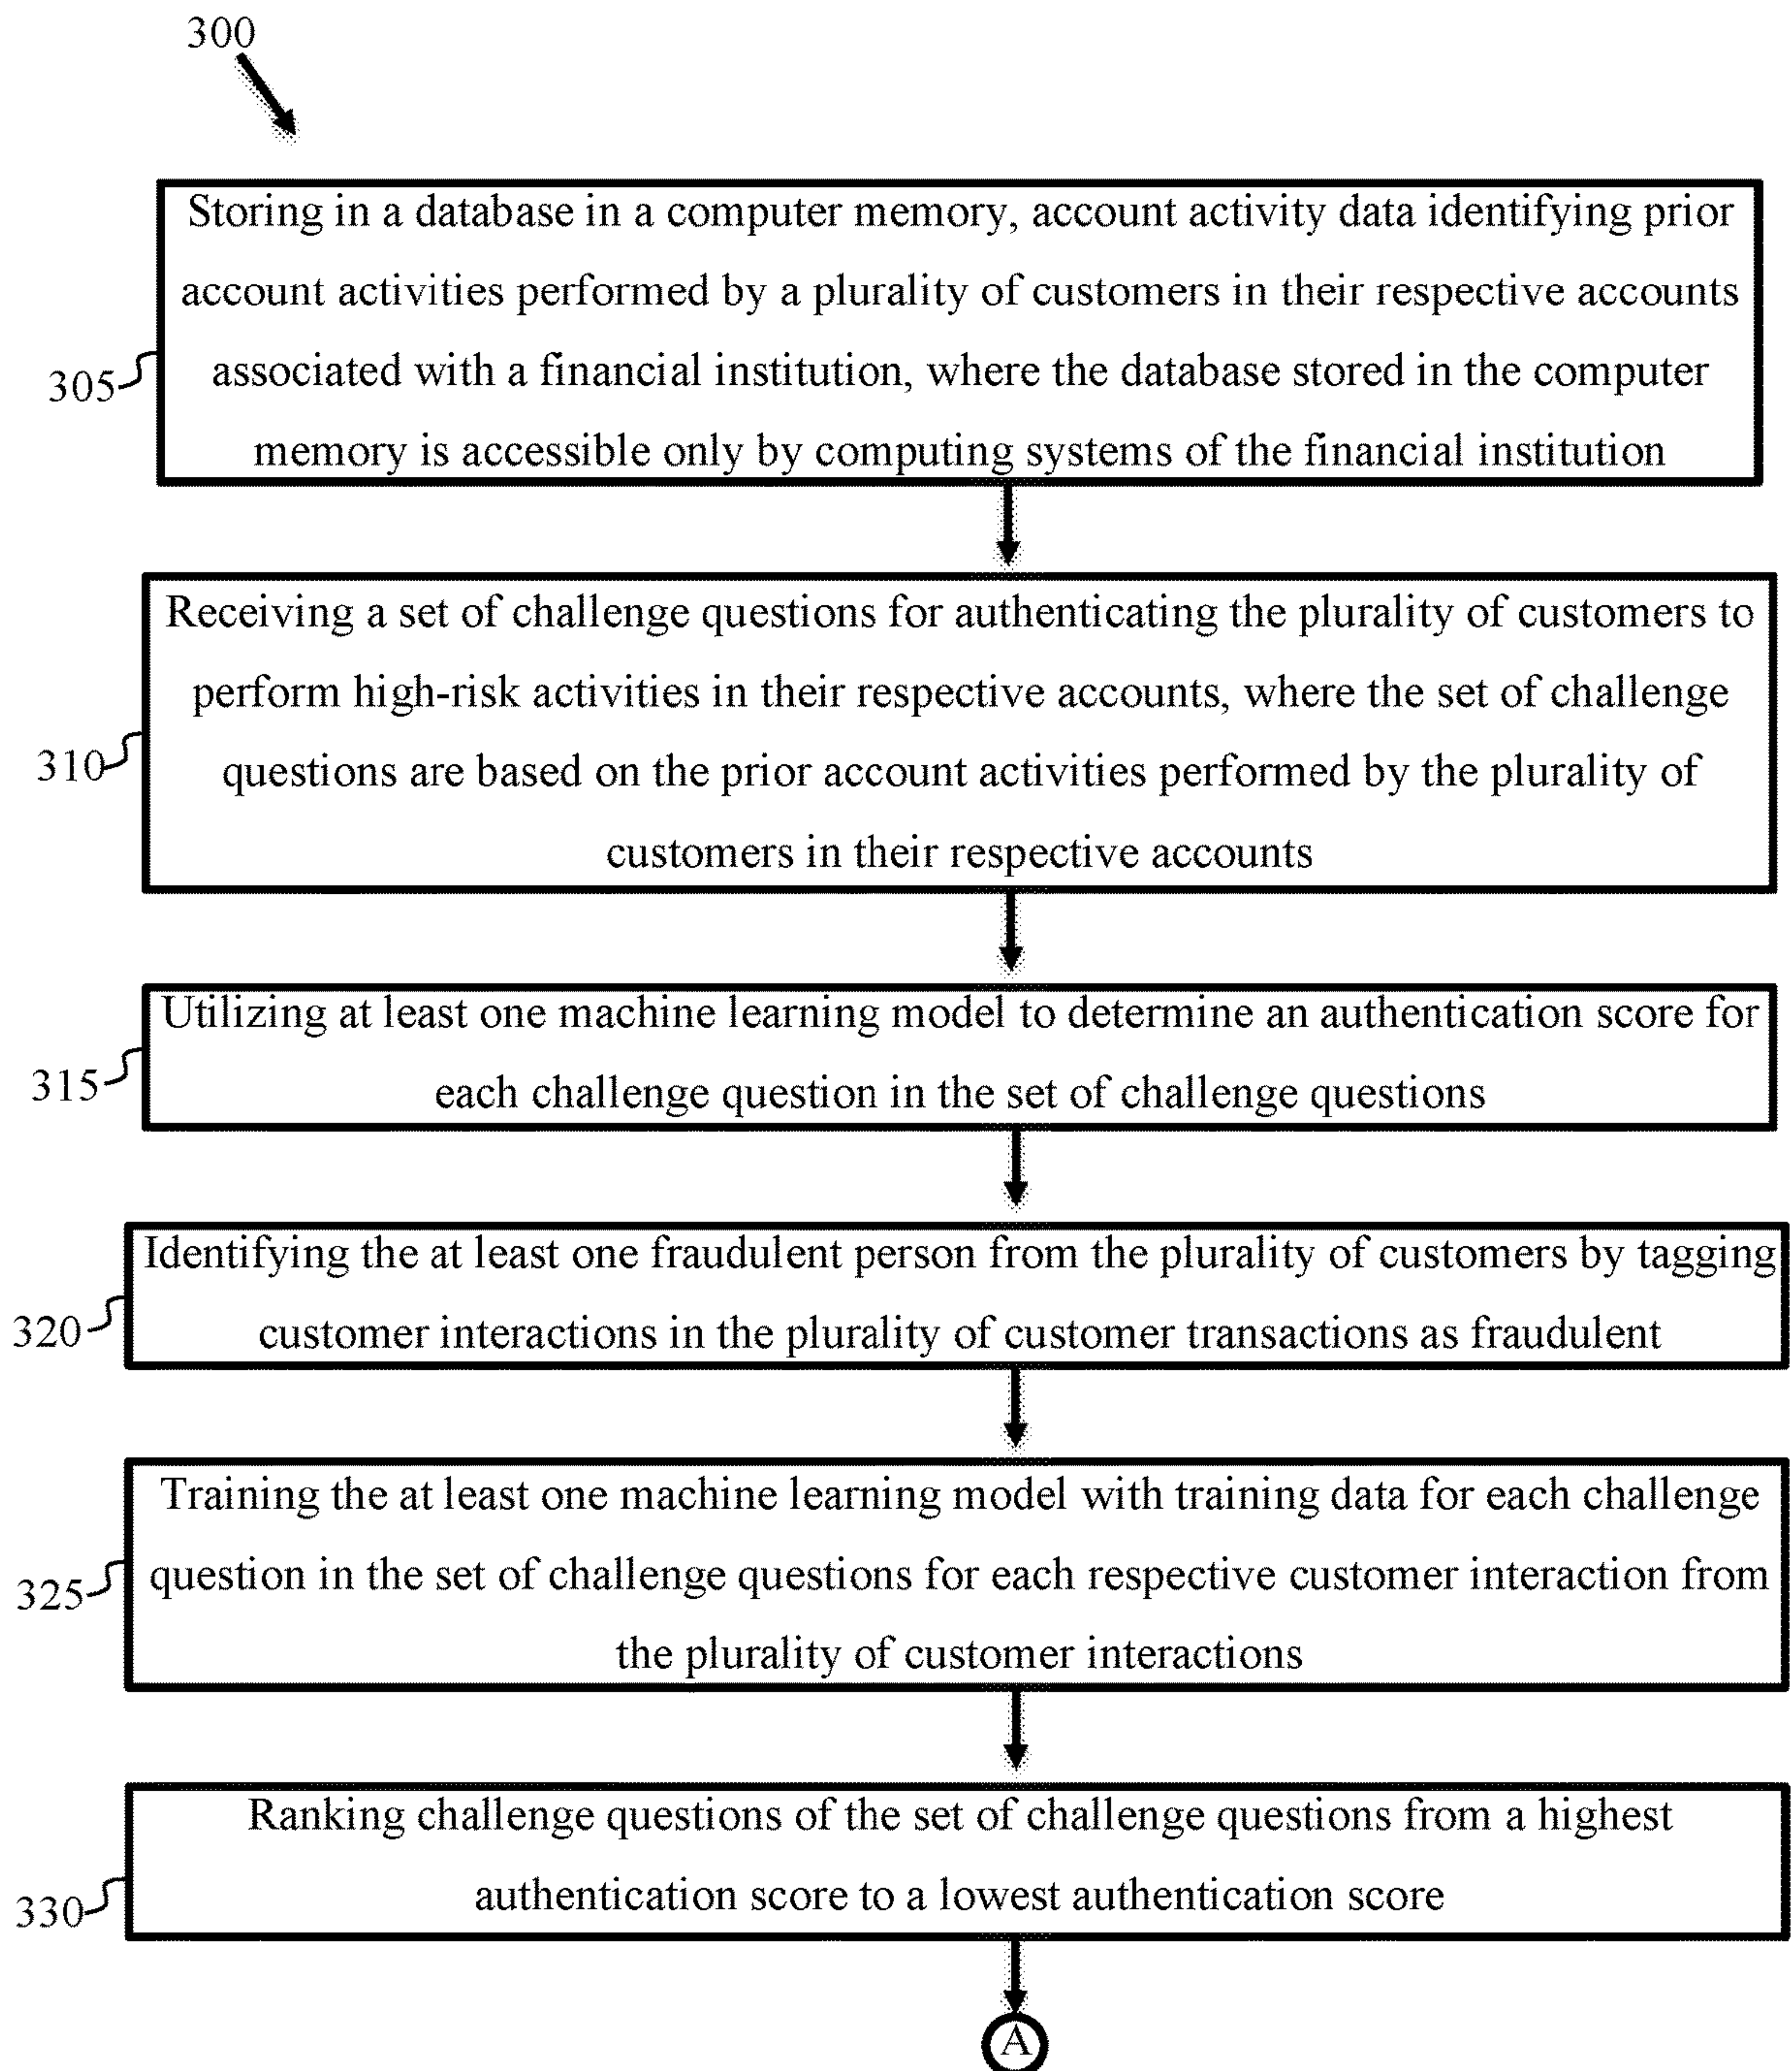 300
Storing in a database in a computer memory, account activity data identifying prior
account activities performed by a plurality of customers in their respective accounts
associated with a financial institution, where the database stored in the computer
memory is accessible only by computing systems of the financial institution
305
Receiving a set of challenge questions for authenticating the plurality of customers to
perform high-risk activities in their respective accounts, where the set of challenge
questions are based on the prior account activities performed by the plurality of
customers in their respective accounts
310
Utilizing at least one machine learning model to determine an authentication score for
each challenge question in the set of challenge questions
315
Identifying the at least one fraudulent person from the plurality of customers by tagging
customer interactions in the plurality of customer transactions as fraudulent
320
Training the at least one machine learning model with training data for each challenge
question in the set of challenge questions for each respective customer interaction from
the plurality of customer interactions
325
Ranking challenge questions of the set of challenge questions from a highest
authentication score to a lowest authentication score
330
A